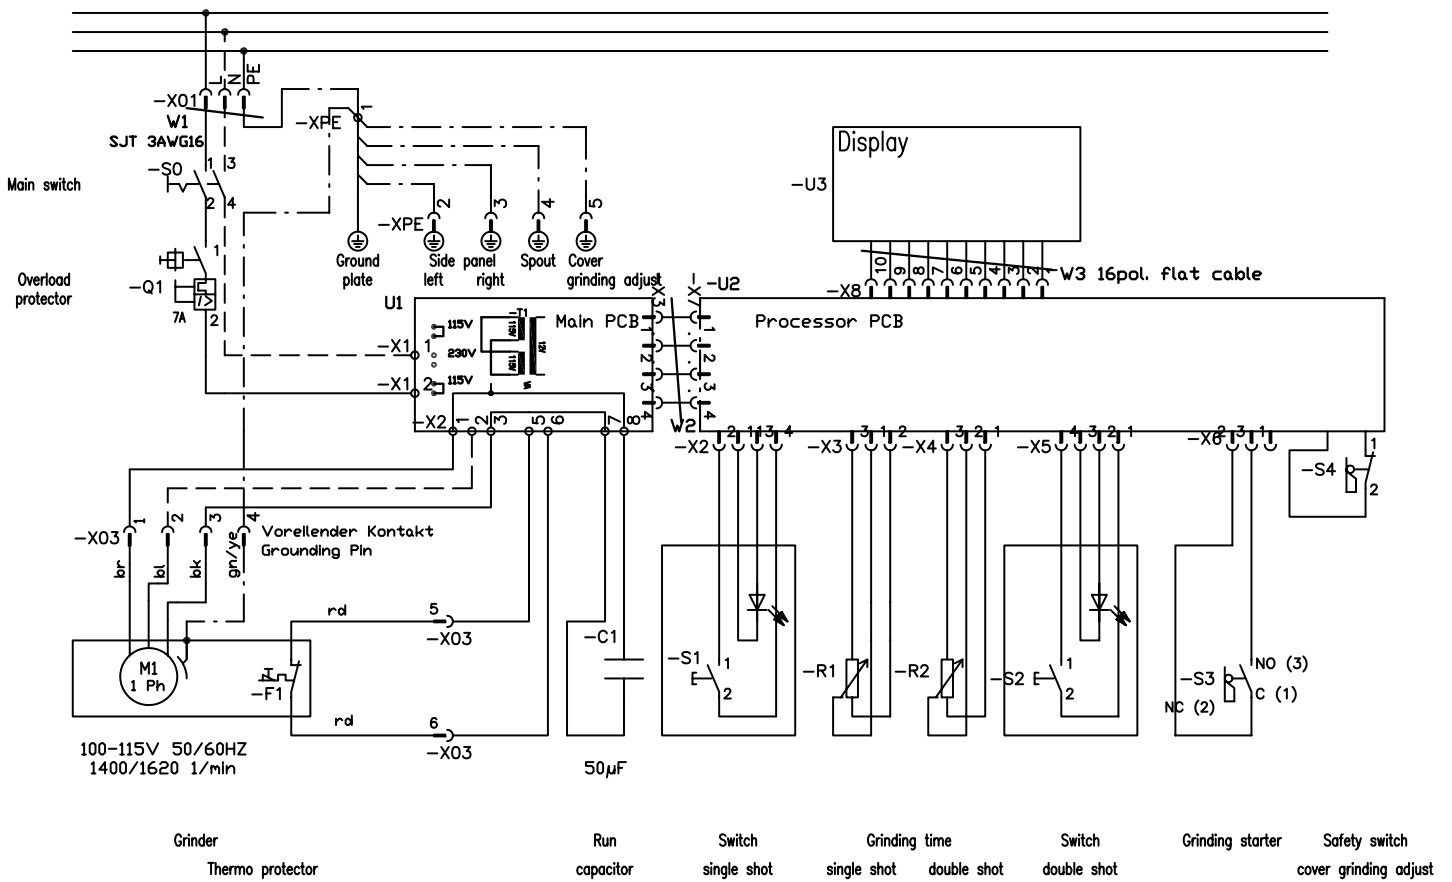 L
N
PE
-X01
W1
SJT 3AWG16
-XPE
1
Display
-U3
-S0
1
3
Main switch
2
4
-XPE
2
3
4
5
Ground plate
Side left
panel right
Spout
Cover
grinding adjust
Overload
protector
1
-Q1
7A
2
10
9
8
7
6
5
4
3
2
1
W3 16pol. flat cable
-X8
U1
-X3
-X7
-U2
-T1
Main PCB
Processor PCB
115V
230V
115V
115V
115V
12V
VA
-X1
1
-X1
2
1
2
3
4
1
2
3
4
W2
-X2
1
2
3
5
6
7
8
-X2
2
1
13
4
-X3
3
1
2
-X4
3
2
1
-X5
4
3
2
1
-X6
2
3
1
-S4
1
2
-X03
1
2
3
4
Vorellender Kontakt
Grounding Pin
br
bl
bk
gn/ye
rd
5
-X03
M1
1 Ph
-F1
rd
6
-X03
-C1
50µF
-S1
1
2
-R1
-R2
-S2
1
2
-S3
NO (3)
NC (2)
C (1)
100-115V 50/60HZ
1400/1620 1/min
Grinder
Thermo protector
Run
capacitor
Switch
single shot
Grinding time
single shot
double shot
Switch
double shot
Grinding starter
Safety switch
cover grinding adjust